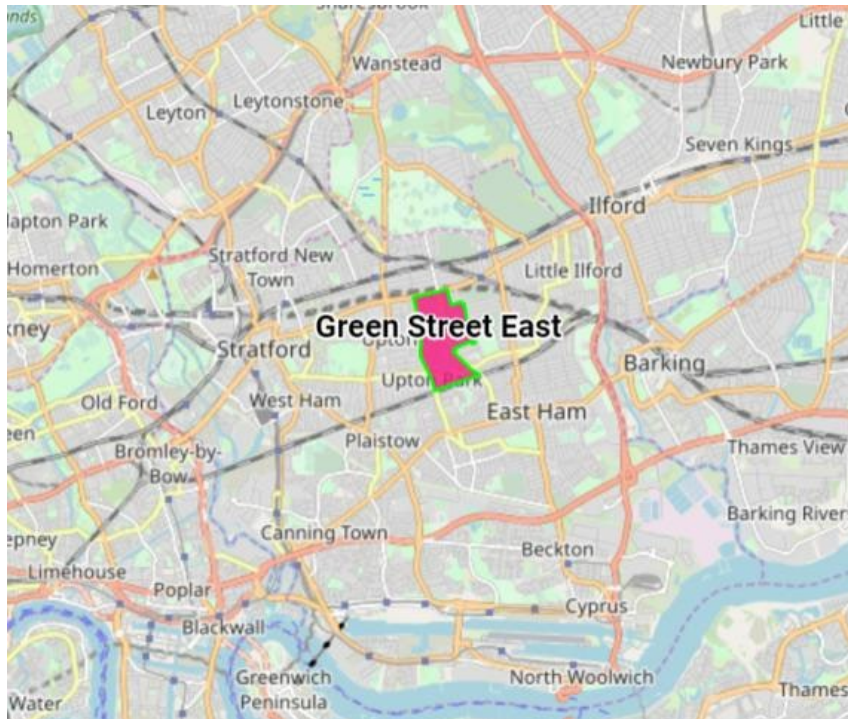 Wanstead
Newbury Park
Little
Leyton
Leytonstone
Seven Kings
Ilford
lapton Park
Homerton
Stratford New
Town
Little Ilford
kney
Green Street East
Upton
Stratford
Upton Park
Barking
Old Ford
West Ham
East Ham
Plaistow
Bromley-by-
Bow
Thames View
Barking River
Canning Town
epney
Beckton
Limehouse
Poplar
Cyprus
Blackwall
Greenwich
Peninsula
North Woolwich
Thames
Water